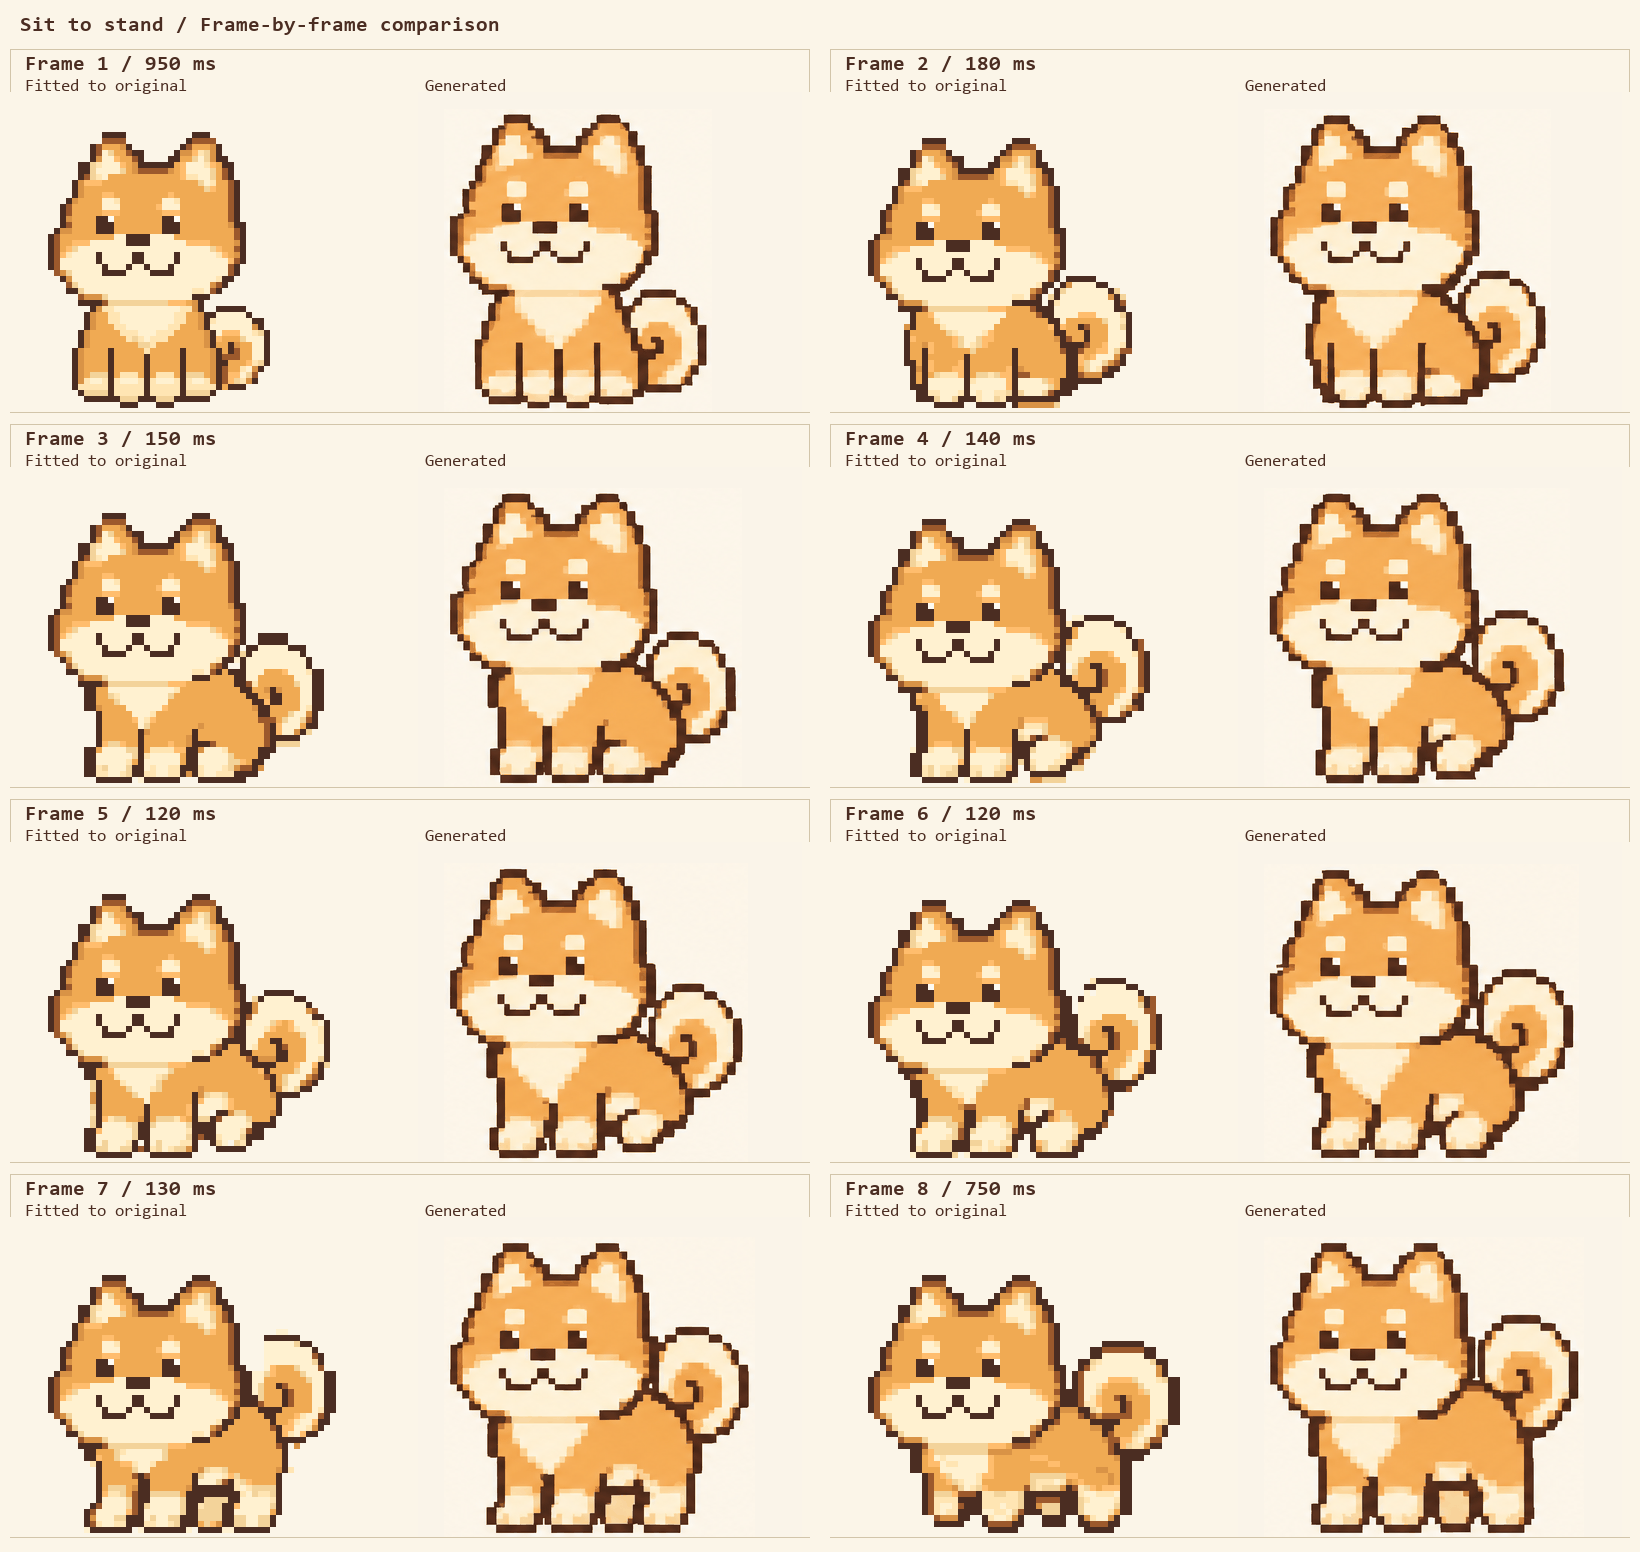 Sit to stand / Frame-by-frame comparison
Frame 1 / 950 ms
Fitted to original
Generated
Frame 2 / 180 ms
Fitted to original
Generated
Frame 3 / 150 ms
Fitted to original
Generated
Frame 4 / 140 ms
Fitted to original
Generated
Frame 5 / 120 ms
Fitted to original
Generated
Frame 6 / 120 ms
Fitted to original
Generated
Frame 7 / 130 ms
Fitted to original
Generated
Frame 8 / 750 ms
Fitted to original
Generated